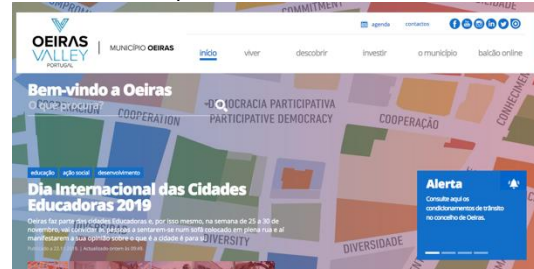 COMMITMENT
agenda
contactos
OEIRAS
VALLEY
PORTUGAL
MUNICÍPIO OEIRAS
início
viver
descobrir
investir
o município
balcão online
Bem-vindo a Oeiras
O que procura?
DEMOCRACIA PARTICIPATIVA
PARTICIPATIVE DEMOCRACY
COOPERATION
COOPERAÇÃO
educação
ação social
desenvolvimento
Dia Internacional das Cidades
Educadoras 2019
Oeiras faz parte das cidades Educadoras e, por isso mesmo, na semana de 25 a 30 de
novembro, vai convidar as pessoas a sentarem-se num sofá colocado em plena rua e aí
manifestarem a sua opinião sobre o que é a cidade é para
DIVERSITY
DIVERSIDADE
Alerta
Consulte aqui os
condicionamentos de trânsito
no concelho de Oeiras.